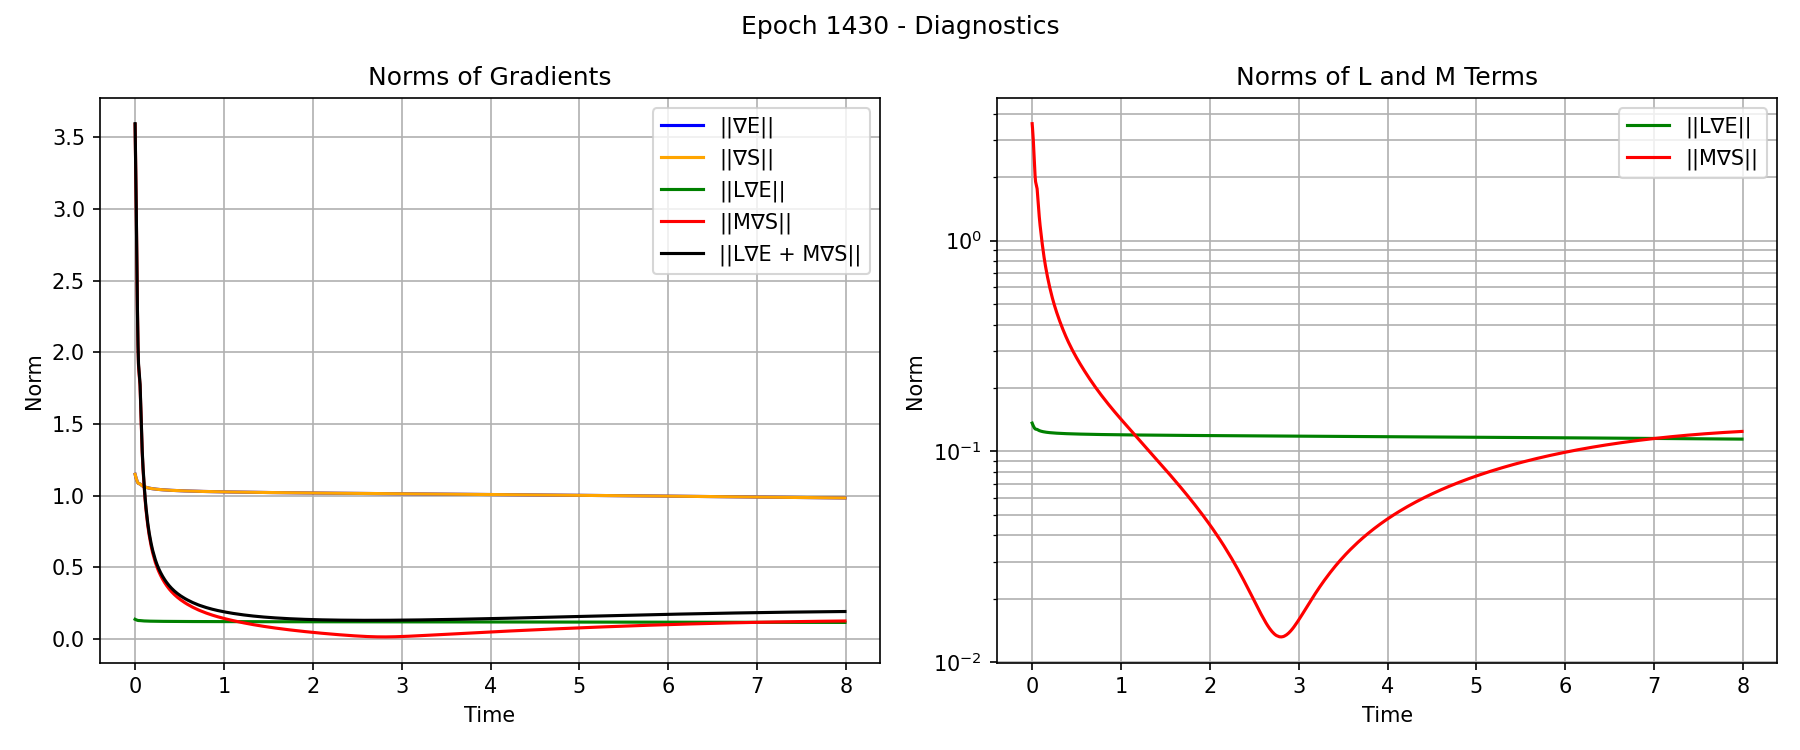 Epoch 1430 - Diagnostics
Norms of Gradients
3.5
3.0
2.5
2.0
1.5
1.0
0.5
0.0
Norm
0 1 2 3 4 5 6 7 8
Time
||∇E||
||∇S||
||L∇E||
||M∇S||
||L∇E + M∇S||
Norms of L and M Terms
10⁰
10⁻¹
10⁻²
Norm
0 1 2 3 4 5 6 7 8
Time
||L∇E||
||M∇S||